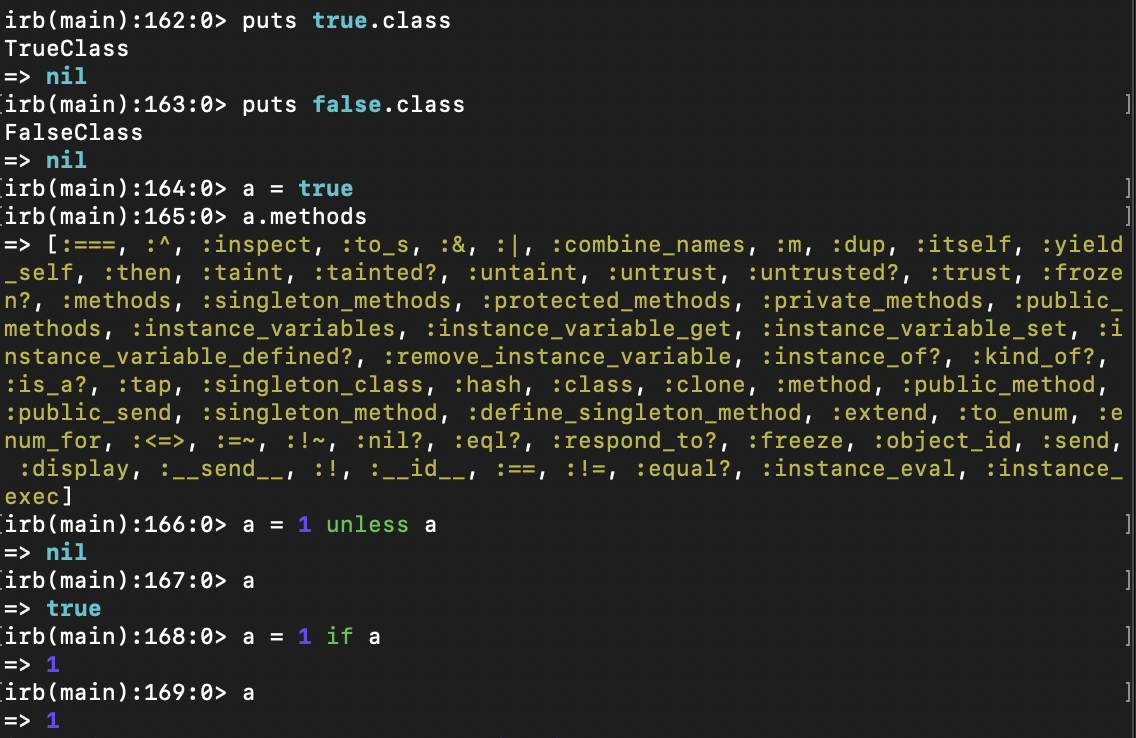 irb(main):162:0> puts true.class
TrueClass
=> nil
[irb(main):163:0> puts false.class ]
FalseClass
=> nil
[irb(main):164:0> a = true ]
[irb(main):165:0> a.methods ]
=> [:===, :^, :inspect, :to_s, :&, :|, :combine_names, :m, :dup, :itself, :yield
_self, :then, :taint, :tainted?, :untaint, :untrust, :untrusted?, :trust, :froze
n?, :methods, :singleton_methods, :protected_methods, :private_methods, :public_
methods, :instance_variables, :instance_variable_get, :instance_variable_set, :i
nstance_variable_defined?, :remove_instance_variable, :instance_of?, :kind_of?,
:is_a?, :tap, :singleton_class, :hash, :class, :clone, :method, :public_method,
:public_send, :singleton_method, :define_singleton_method, :extend, :to_enum, :e
num_for, :<=>, :=~, :!~, :nil?, :eql?, :respond_to?, :freeze, :object_id, :send,
 :display, :__send__, :!, :__id__, :==, :!=, :equal?, :instance_eval, :instance_
exec]
[irb(main):166:0> a = 1 unless a ]
=> nil
[irb(main):167:0> a ]
=> true
[irb(main):168:0> a = 1 if a ]
=> 1
[irb(main):169:0> a ]
=> 1